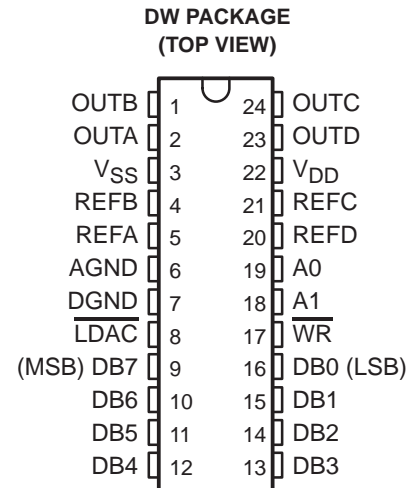 DW PACKAGE
(TOP VIEW)
OUTB 1 24 OUTC
OUTA 2 23 OUTD
VSS 3 22 VDD
REFB 4 21 REFC
REFA 5 20 REFD
AGND 6 19 A0
DGND 7 18 A1
LDAC 8 17 WR
(MSB) DB7 9 16 DB0 (LSB)
DB6 10 15 DB1
DB5 11 14 DB2
DB4 12 13 DB3